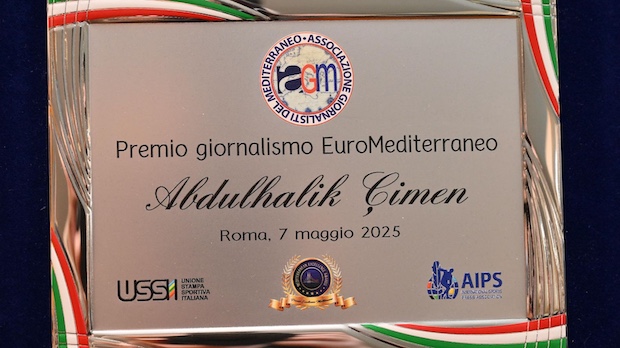 ASSOCIAZIONE GIORNALISTI DEL MEDITERRANEO
agm
Premio giornalismo EuroMediterraneo
Abdulhalik Çimen
Roma, 7 maggio 2025
USSI
UNIONE
STAMPA
SPORTIVA
ITALIANA
AIPS